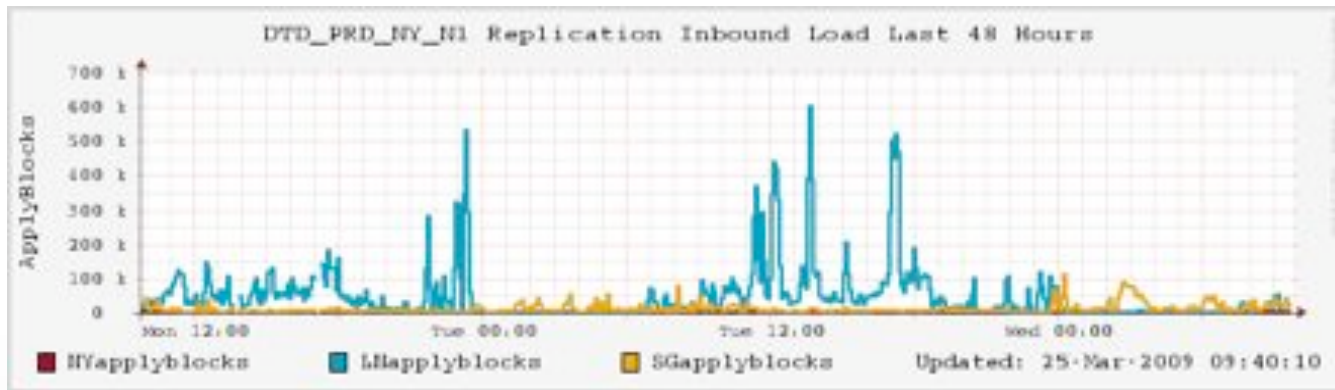 DTD_PRD_NY_N1 Replication Inbound Load Last 48 Hours
ApplyBlocks
700 k
600 k
500 k
400 k
300 k
200 k
100 k
0
Mon 12:00 Tue 00:00 Tue 12:00 Wed 00:00
NYapplyblocks LNapplyblocks SGapplyblocks Updated: 25-Mar-2009 09:40:10